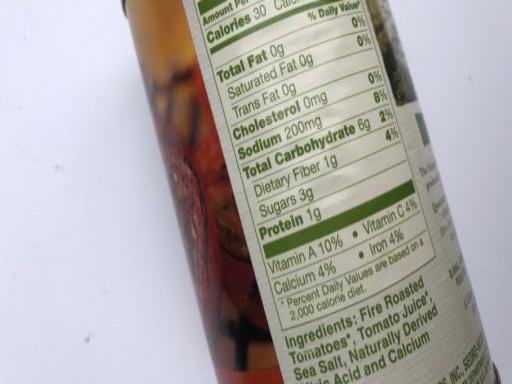 Amount Per
Calories 30 Calor
% Daily Value*
Total Fat 0g 0%
Saturated Fat 0g 0%
Trans Fat 0g
Cholesterol 0mg 0%
Sodium 200mg 8%
Total Carbohydrate 6g 2%
Dietary Fiber 1g 4%
Sugars 3g
Protein 1g
Vitamin A 10% • Vitamin C 4%
Calcium 4% • Iron 4%
* Percent Daily Values are based on a
2,000 calorie diet.
Ingredients: Fire Roasted
Tomatoes*, Tomato Juice*,
Sea Salt, Naturally Derived
Acid and Calcium
INC.